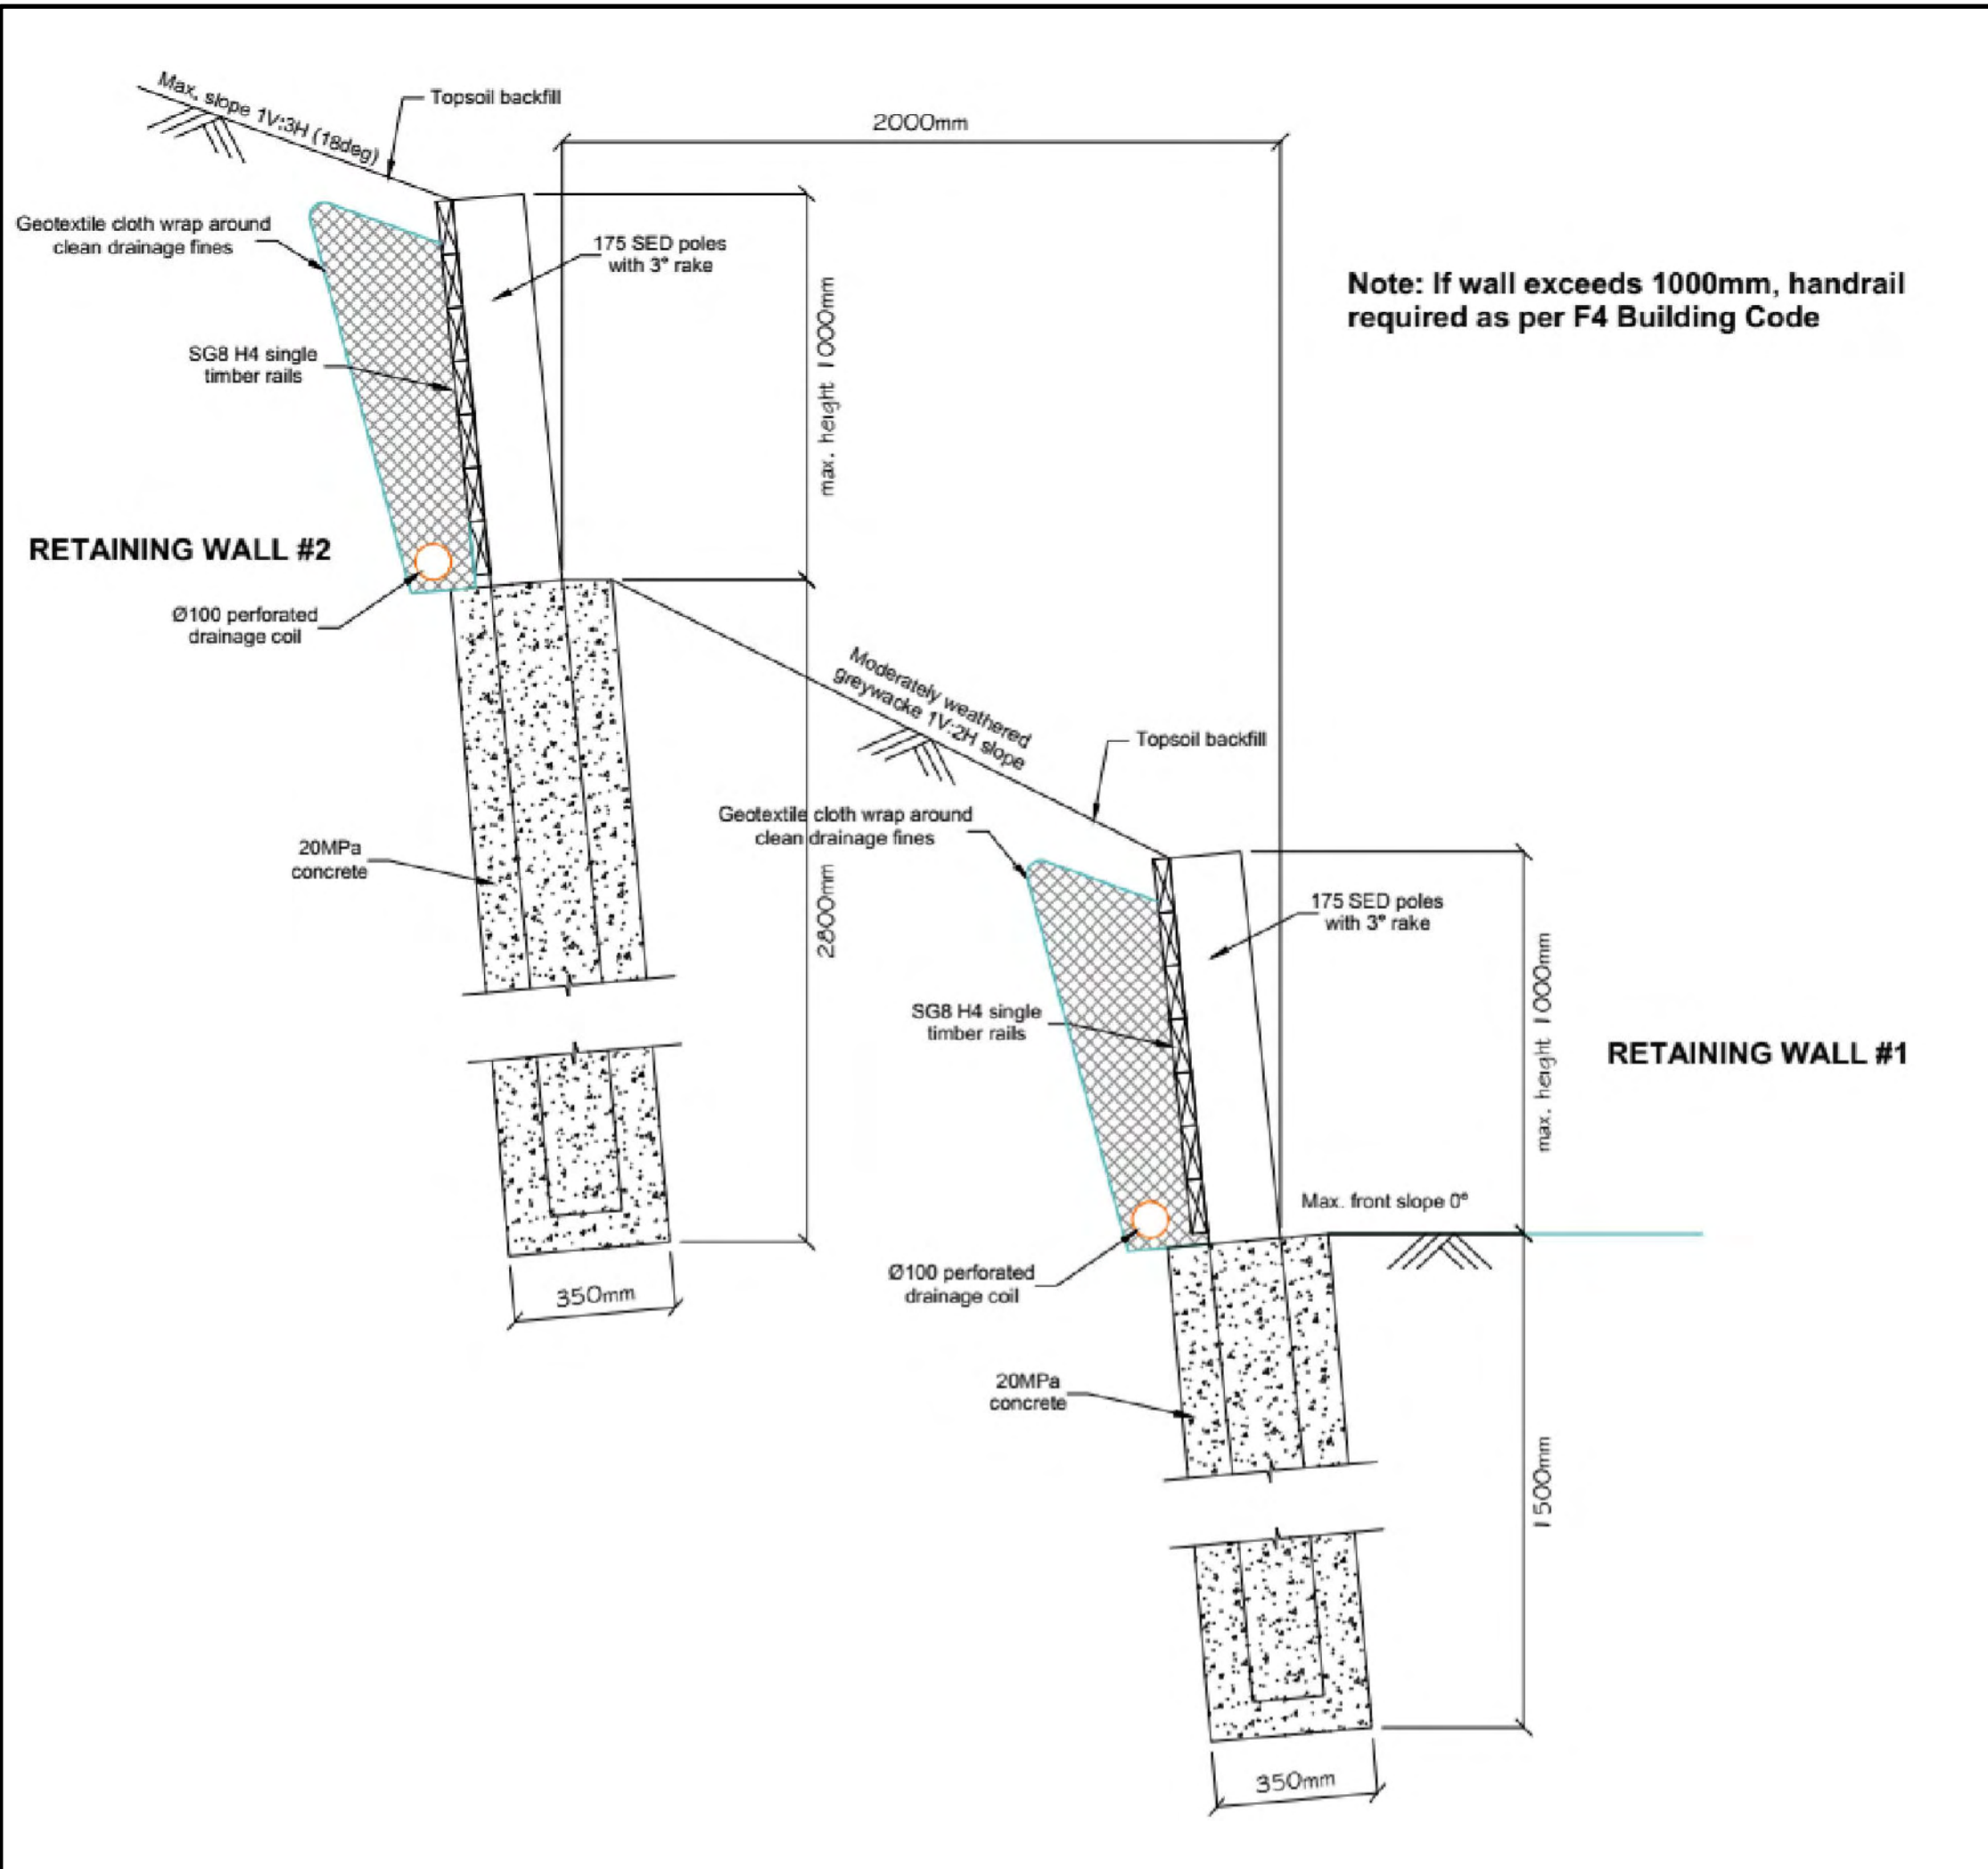 Max. slope 1V:3H (18deg)
Topsoil backfill
2000mm
Geotextile cloth wrap around
clean drainage fines
175 SED poles
with 3° rake
max. height 1000mm
Note: If wall exceeds 1000mm, handrail
required as per F4 Building Code
SG8 H4 single
timber rails
RETAINING WALL #2
Ø100 perforated
drainage coil
Moderately weathered
greywacke 1V:2H slope
Topsoil backfill
Geotextile cloth wrap around
clean drainage fines
20MPa
concrete
2800mm
175 SED poles
with 3° rake
max. height 1000mm
SG8 H4 single
timber rails
RETAINING WALL #1
Max. front slope 0°
350mm
Ø100 perforated
drainage coil
20MPa
concrete
1500mm
350mm